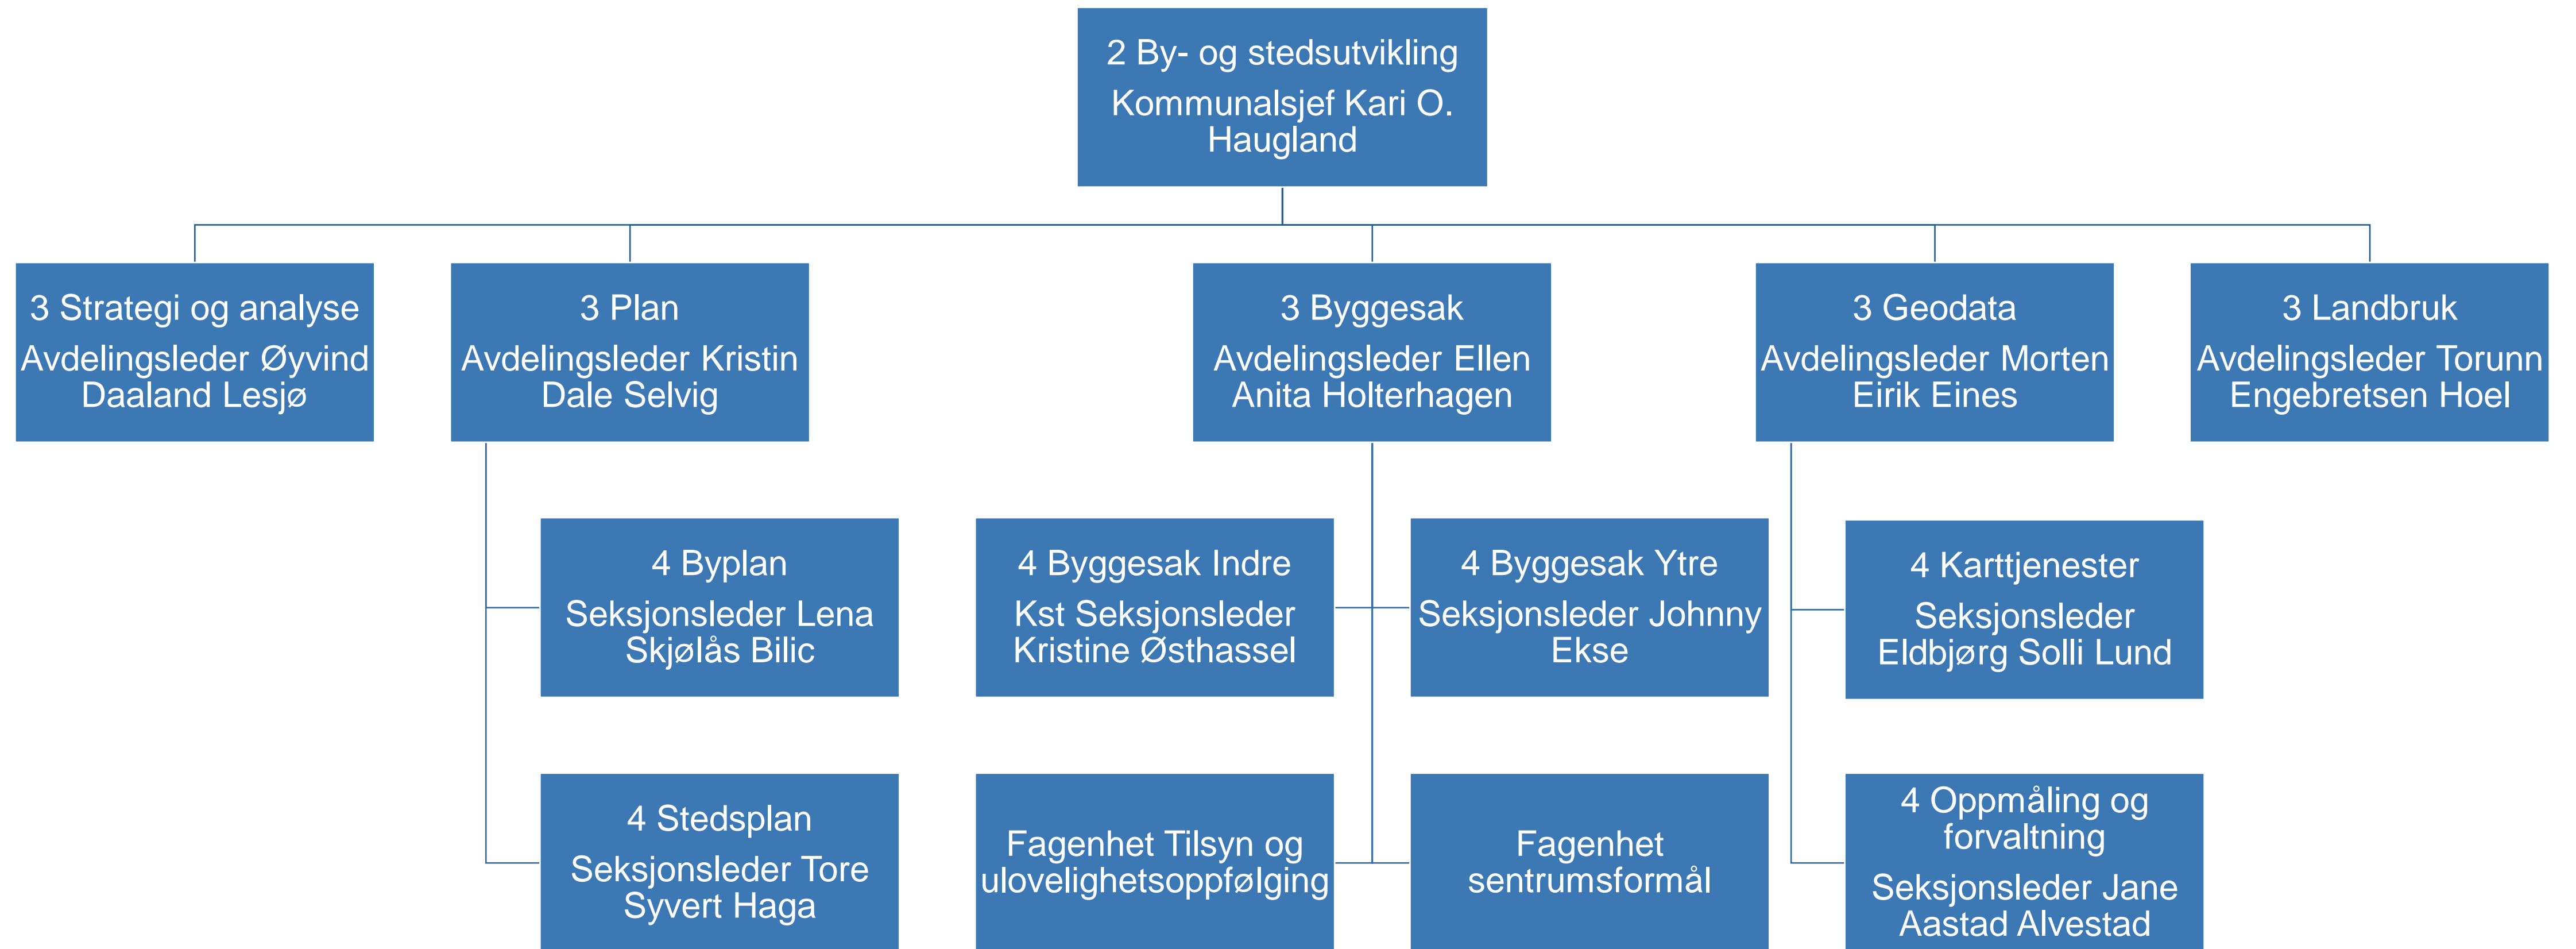 2 By- og stedsutvikling
Kommunalsjef Kari O.
Haugland
3 Strategi og analyse
Avdelingsleder Øyvind
Daaland Lesjø
3 Plan
Avdelingsleder Kristin
Dale Selvig
3 Byggesak
Avdelingsleder Ellen
Anita Holterhagen
3 Geodata
Avdelingsleder Morten
Eirik Eines
3 Landbruk
Avdelingsleder Torunn
Engebretsen Hoel
4 Byplan
Seksjonsleder Lena
Skjølås Bilic
4 Byggesak Indre
Kst Seksjonsleder
Kristine Østhassel
4 Byggesak Ytre
Seksjonsleder Johnny
Ekse
4 Karttjenester
Seksjonsleder
Eldbjørg Solli Lund
4 Stedsplan
Seksjonsleder Tore
Syvert Haga
Fagenhet Tilsyn og
ulovelighetsoppfølging
Fagenhet
sentrumsformål
4 Oppmåling og
forvaltning
Seksjonsleder Jane
Aastad Alvestad